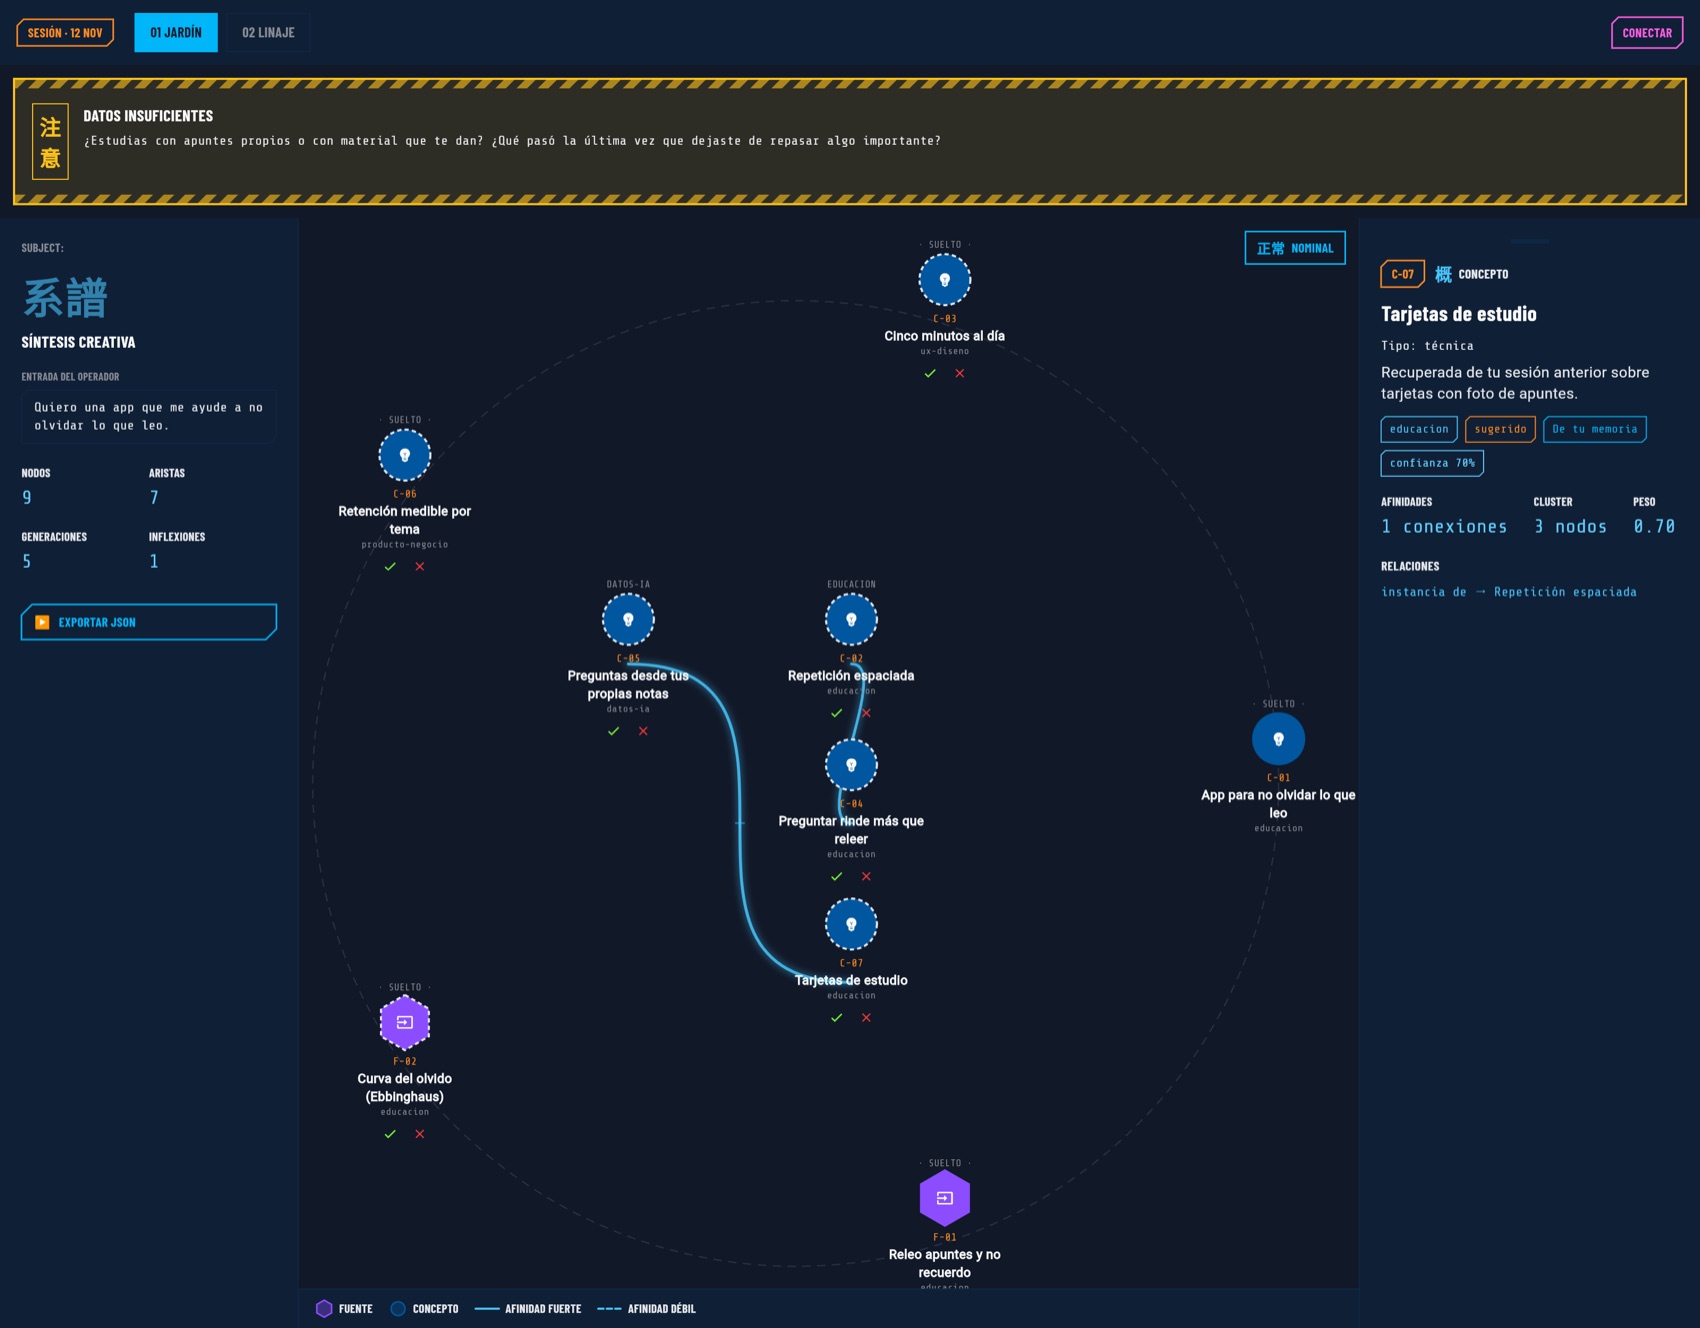 SESIÓN · 12 NOV
01 JARDÍN
02 LINAJE
CONECTAR
注意
DATOS INSUFICIENTES
¿Estudias con apuntes propios o con material que te dan? ¿Qué pasó la última vez que dejaste de repasar algo importante?
SUBJECT:
系譜
SÍNTESIS CREATIVA
ENTRADA DEL OPERADOR
Quiero una app que me ayude a no
olvidar lo que leo.
NODOS
9
ARISTAS
7
GENERACIONES
5
INFLEXIONES
1
EXPORTAR JSON
正常 NOMINAL
· SUELTO ·
C-03
Cinco minutos al día
ux-diseno
· SUELTO ·
C-06
Retención medible por
tema
producto-negocio
DATOS-IA
C-05
Preguntas desde tus
propias notas
datos-ia
EDUCACION
C-02
Repetición espaciada
educacion
C-04
Preguntar rinde más que
releer
educacion
C-07
Tarjetas de estudio
educacion
· SUELTO ·
C-01
App para no olvidar lo que
leo
educacion
· SUELTO ·
F-02
Curva del olvido
(Ebbinghaus)
educacion
· SUELTO ·
F-01
Releo apuntes y no
recuerdo
educacion
FUENTE
CONCEPTO
AFINIDAD FUERTE
AFINIDAD DÉBIL
C-07
概 CONCEPTO
Tarjetas de estudio
Tipo: técnica
Recuperada de tu sesión anterior sobre
tarjetas con foto de apuntes.
educacion
sugerido
De tu memoria
confianza 70%
AFINIDADES
1 conexiones
CLUSTER
3 nodos
PESO
0.70
RELACIONES
instancia de → Repetición espaciada